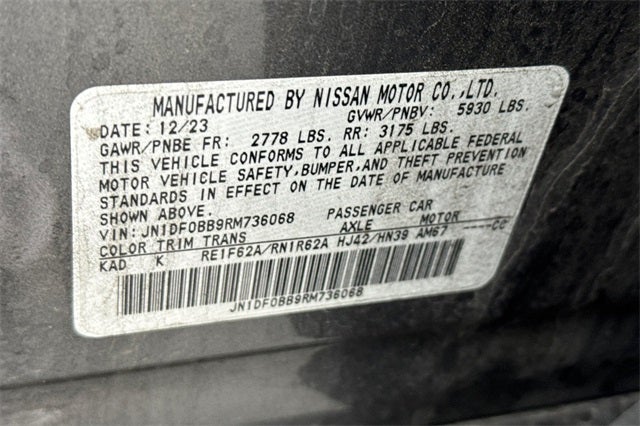 MANUFACTURED BY NISSAN MOTOR CO.,LTD.
DATE: 12/23 GVWR/PNBV: 5930 LBS.
GAWR/PNBE FR: 2778 LBS. RR: 3175 LBS.
THIS VEHICLE CONFORMS TO ALL APPLICABLE FEDERAL
MOTOR VEHICLE SAFETY,BUMPER,AND THEFT PREVENTION
STANDARDS IN EFFECT ON THE DATE OF MANUFACTURE
SHOWN ABOVE.
VIN: JN1DF0BB9RM736068 PASSENGER CAR
COLOR TRIM TRANS AXLE MOTOR
KAD K RE1F62A/RN1R62A HJ42/HN39 AM67 ----CC
JN1DF0BB9RM736068